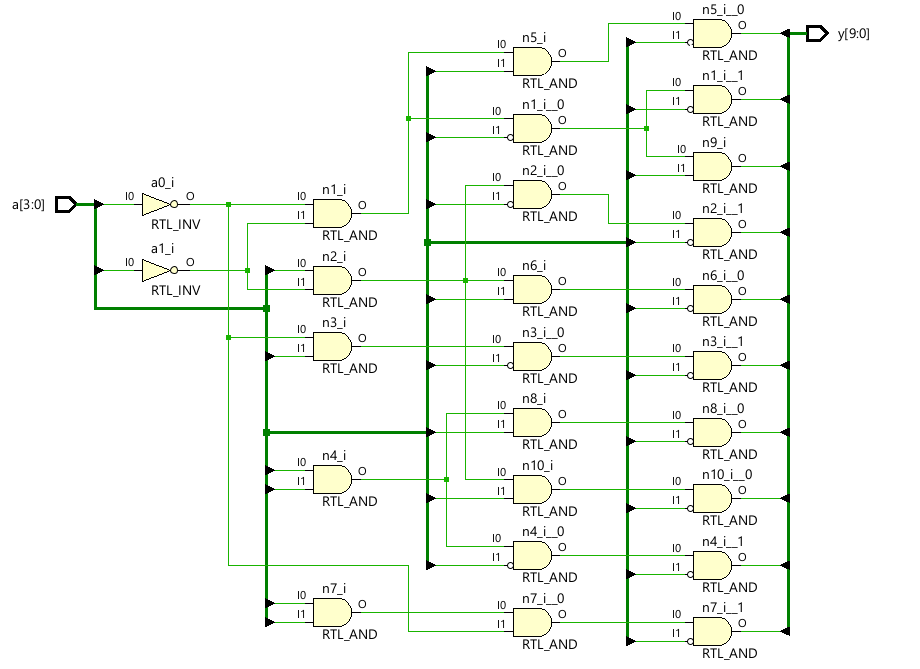 a[3:0]
a0_i
I0
O
RTL_INV
a1_i
I0
O
RTL_INV
n1_i
I0
I1
O
RTL_AND
n2_i
I0
I1
O
RTL_AND
n3_i
I0
I1
O
RTL_AND
n4_i
I0
I1
O
RTL_AND
n7_i
I0
I1
O
RTL_AND
n5_i
I0
I1
O
RTL_AND
n1_i__0
I0
I1
O
RTL_AND
n2_i__0
I0
I1
O
RTL_AND
n6_i
I0
I1
O
RTL_AND
n3_i__0
I0
I1
O
RTL_AND
n8_i
I0
I1
O
RTL_AND
n10_i
I0
I1
O
RTL_AND
n4_i__0
I0
I1
O
RTL_AND
n7_i__0
I0
I1
O
RTL_AND
n5_i__0
I0
I1
O
RTL_AND
n1_i__1
I0
I1
O
RTL_AND
n9_i
I0
I1
O
RTL_AND
n2_i__1
I0
I1
O
RTL_AND
n6_i__0
I0
I1
O
RTL_AND
n3_i__1
I0
I1
O
RTL_AND
n8_i__0
I0
I1
O
RTL_AND
n10_i__0
I0
I1
O
RTL_AND
n4_i__1
I0
I1
O
RTL_AND
n7_i__1
I0
I1
O
RTL_AND
y[9:0]